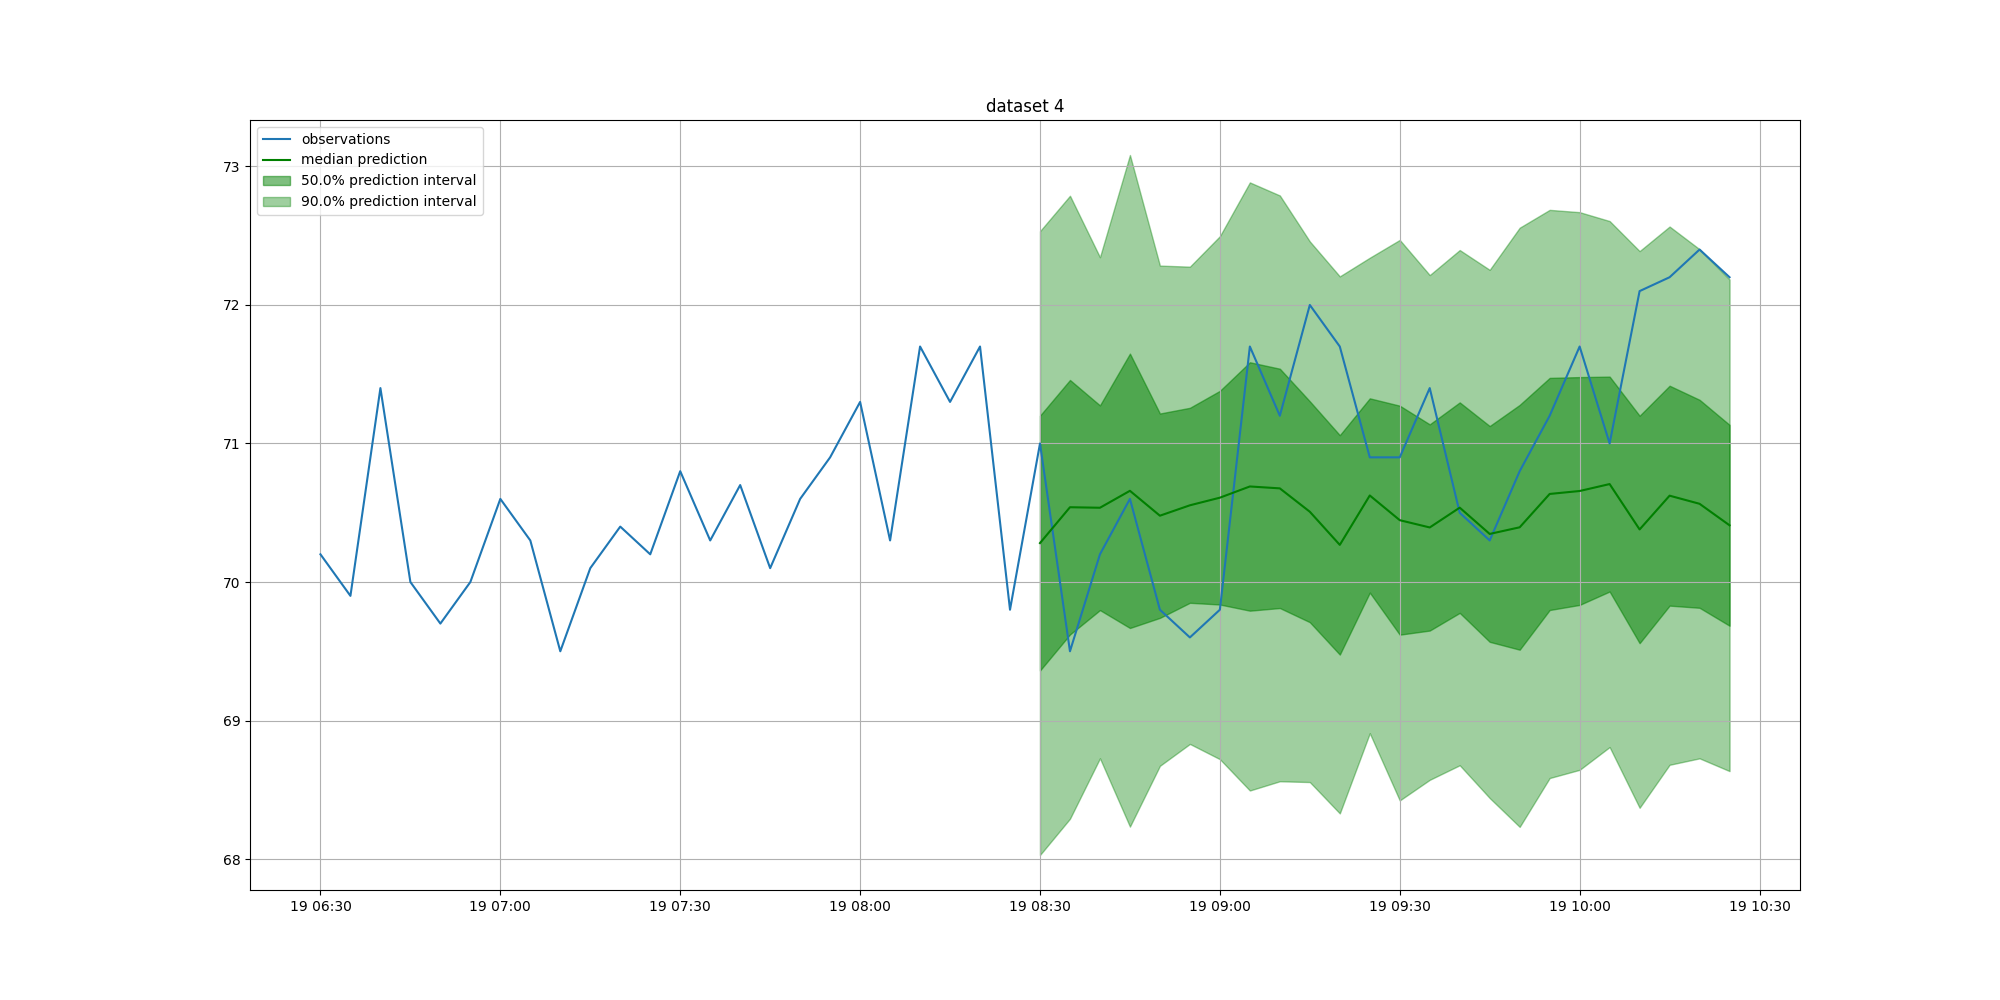 dataset 4
observations
median prediction
50.0% prediction interval
90.0% prediction interval
73
72
71
70
69
68
19 06:30 19 07:00 19 07:30 19 08:00 19 08:30 19 09:00 19 09:30 19 10:00 19 10:30